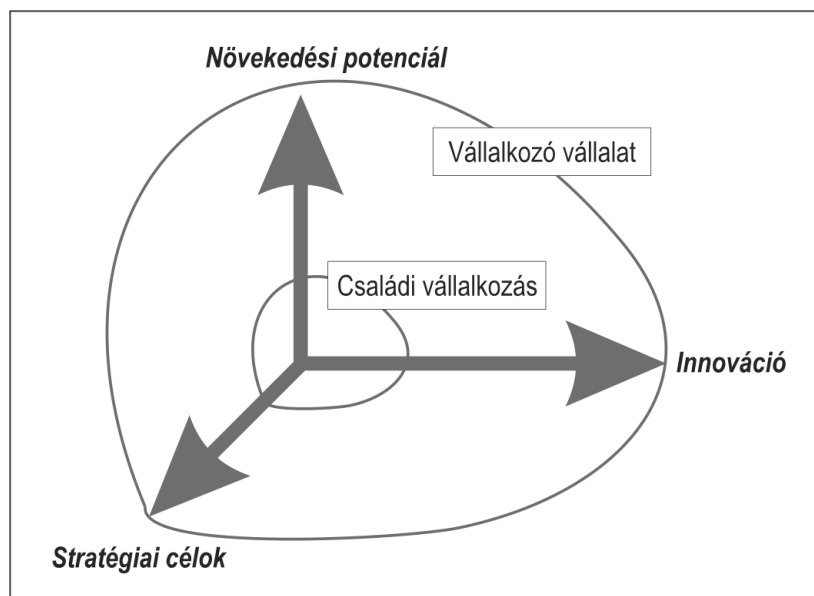 Növekedési potenciál
Vállalkozó vállalat
Családi vállalkozás
Innováció
Stratégiai célok